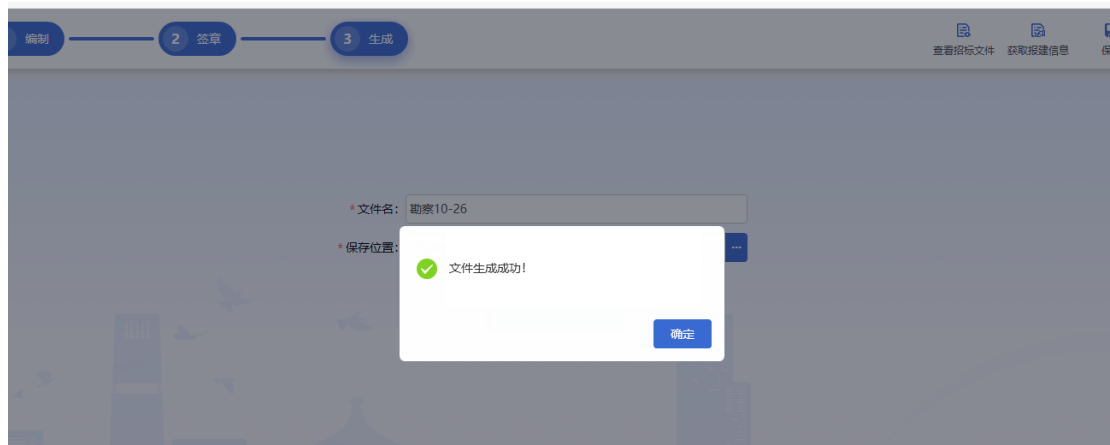 编制
2 签章
3 生成
查看招标文件 获取报建信息
*文件名: 勘察10-26
*保存位置:
...
文件生成成功!
确定